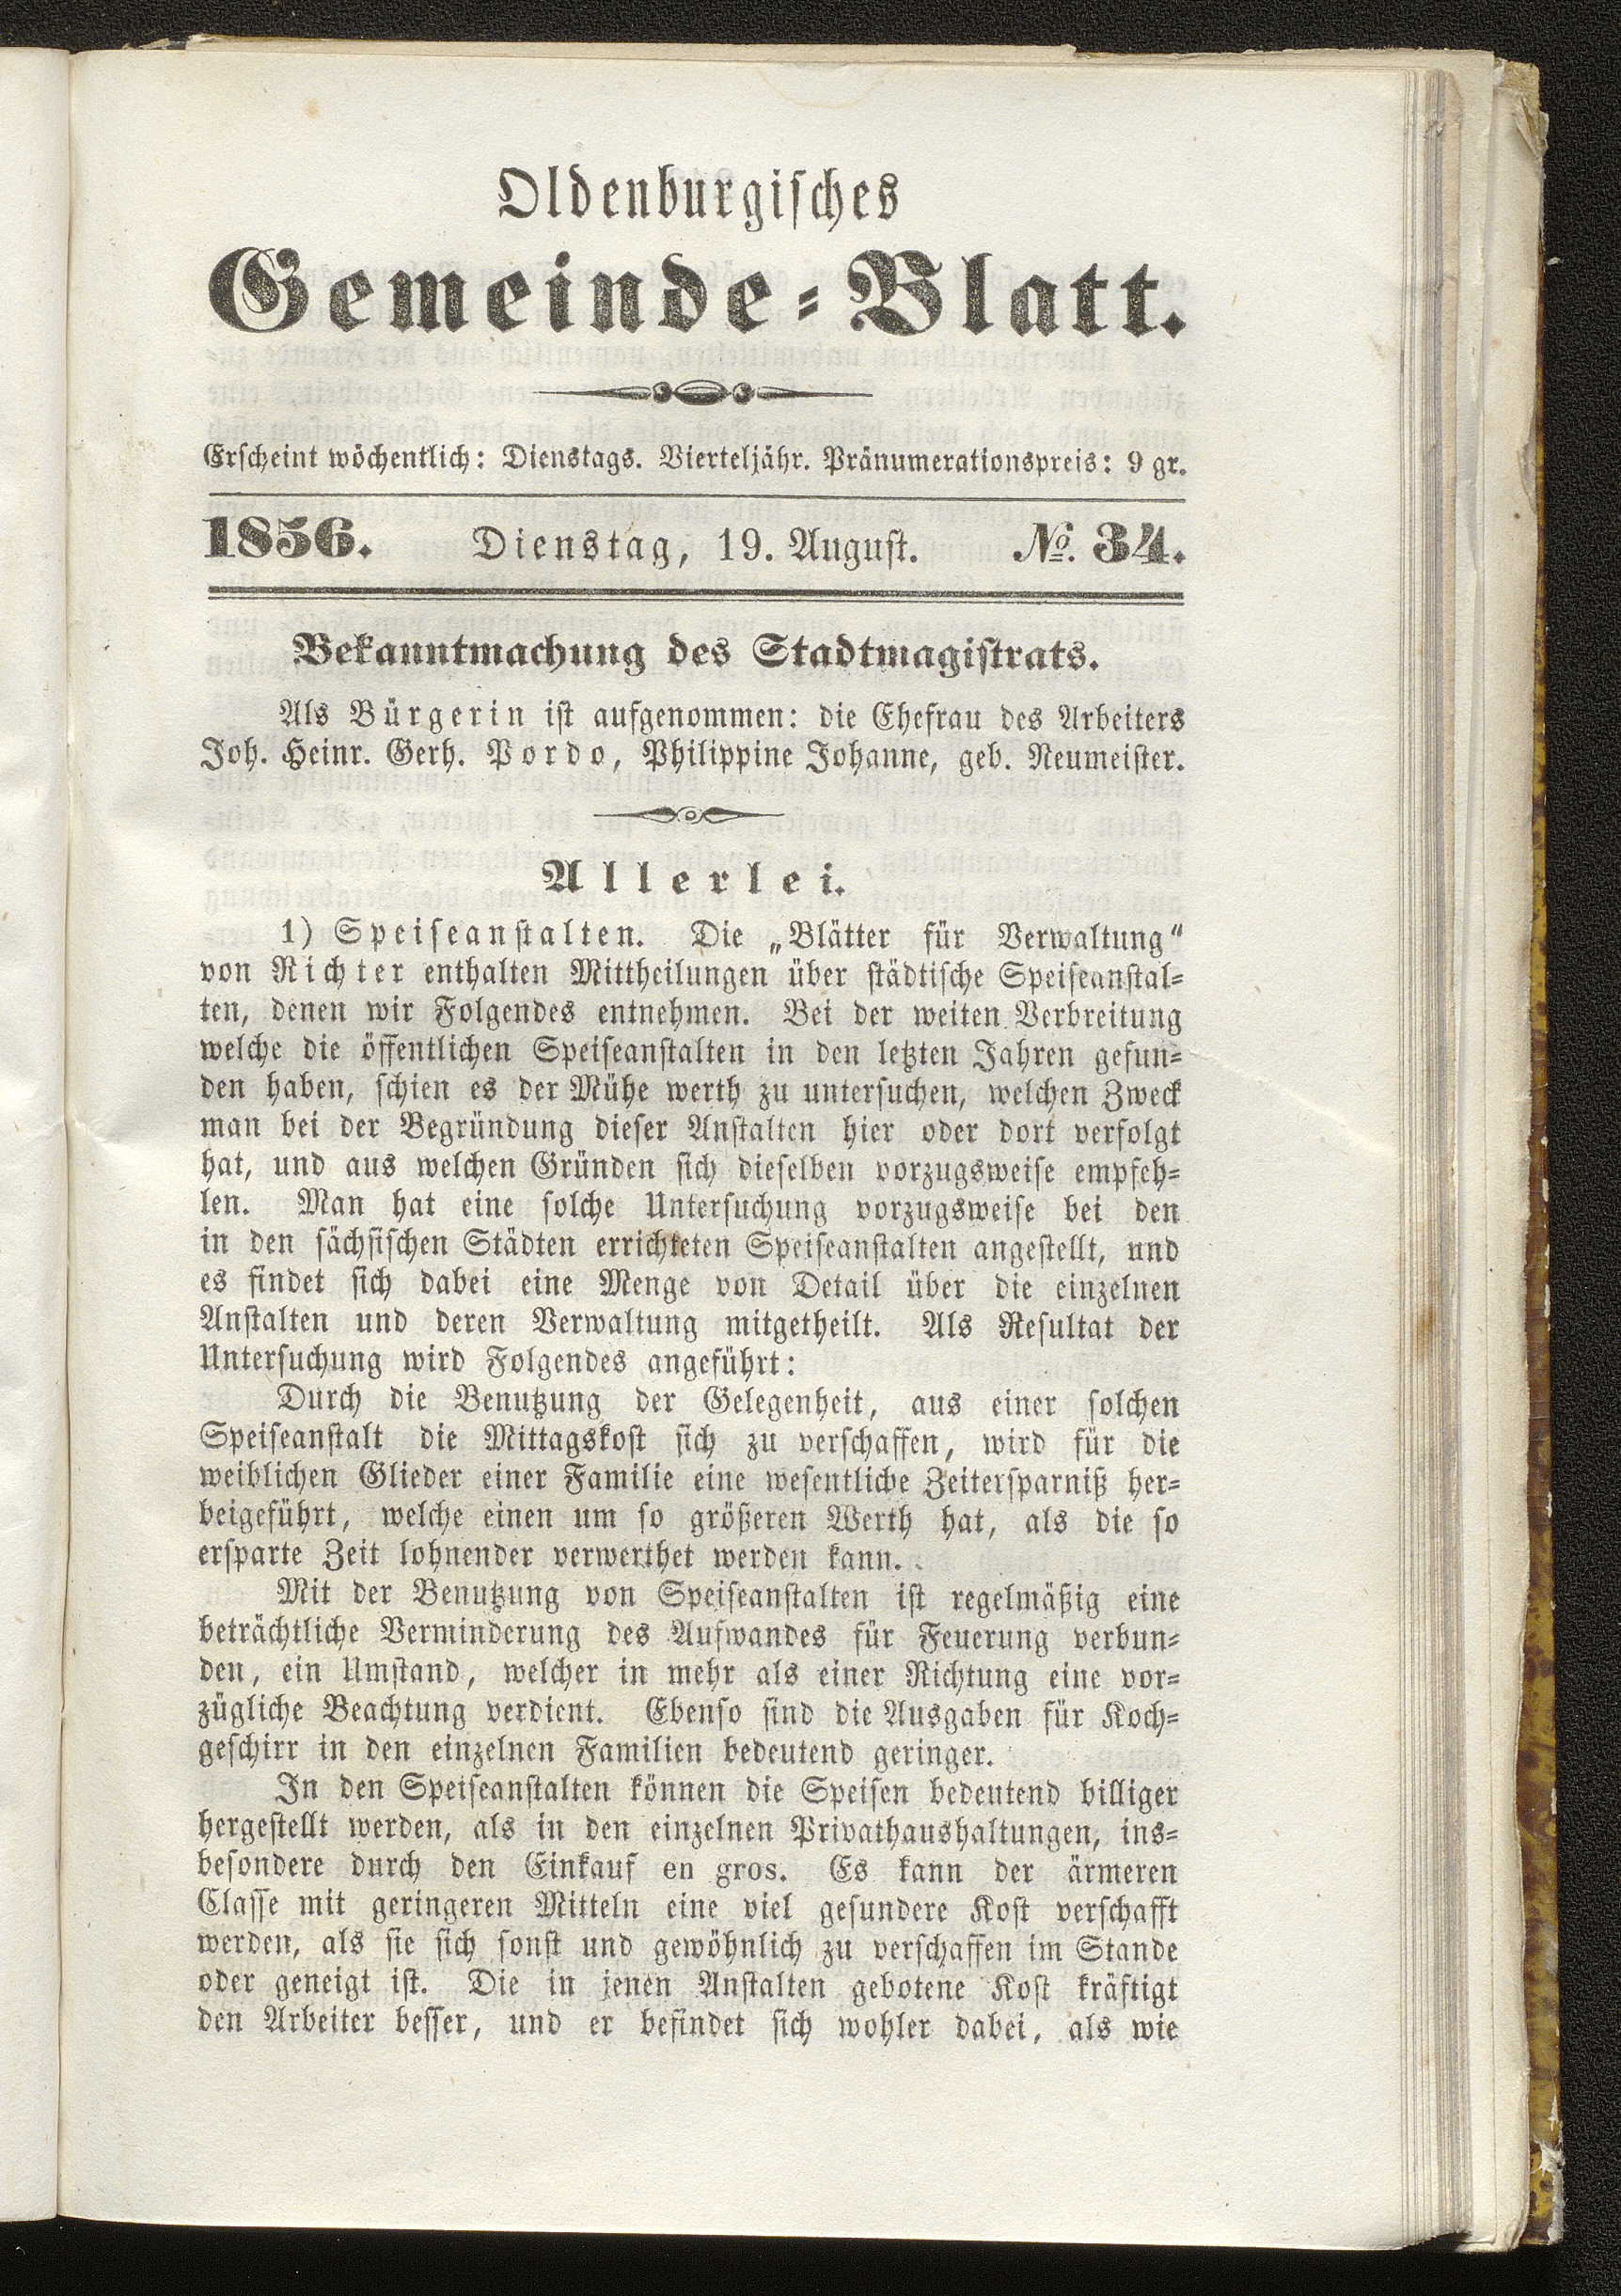 Oldenburgisches
Gemeinde-Blatt.
Erscheint wöchentlich: Dienstags. Vierteljähr. Pränumerationspreis: 9 gr.
1856. Dienstag, 19. August. No. 34.
Bekanntmachung des Stadtmagistrats.
Als Bürgerin ist aufgenommen: die Ehefrau des Arbeiters
Joh. Heinr. Gerh. Pordo, Philippine Johanne, geb. Neumeister.
Allerlei.
1) Speiseanstalten. Die „Blätter für Verwaltung“
von Richter enthalten Mittheilungen über städtische Speiseanstal-
ten, denen wir Folgendes entnehmen. Bei der weiten Verbreitung
welche die öffentlichen Speiseanstalten in den letzten Jahren gefun-
den haben, schien es der Mühe werth zu untersuchen, welchen Zweck
man bei der Begründung dieser Anstalten hier oder dort verfolgt
hat, und aus welchen Gründen sich dieselben vorzugsweise empfeh-
len. Man hat eine solche Untersuchung vorzugsweise bei den
in den sächsischen Städten errichteten Speiseanstalten angestellt, und
es findet sich dabei eine Menge von Detail über die einzelnen
Anstalten und deren Verwaltung mitgetheilt. Als Resultat der
Untersuchung wird Folgendes angeführt:
Durch die Benutzung der Gelegenheit, aus einer solchen
Speiseanstalt die Mittagskost sich zu verschaffen, wird für die
weiblichen Glieder einer Familie eine wesentliche Zeitersparniß her-
beigeführt, welche einen um so größeren Werth hat, als die so
ersparte Zeit lohnender verwerthet werden kann.
Mit der Benutzung von Speiseanstalten ist regelmäßig eine
beträchtliche Verminderung des Aufwandes für Feuerung verbun-
den, ein Umstand, welcher in mehr als einer Richtung eine vor-
zügliche Beachtung verdient. Ebenso sind die Ausgaben für Koch-
geschirr in den einzelnen Familien bedeutend geringer.
In den Speiseanstalten können die Speisen bedeutend billiger
hergestellt werden, als in den einzelnen Privathaushaltungen, ins-
besondere durch den Einkauf en gros. Es kann der ärmeren
Classe mit geringeren Mitteln eine viel gesundere Kost verschafft
werden, als sie sich sonst und gewöhnlich zu verschaffen im Stande
oder geneigt ist. Die in jenen Anstalten gebotene Kost kräftigt
den Arbeiter besser, und er befindet sich wohler dabei, als wie